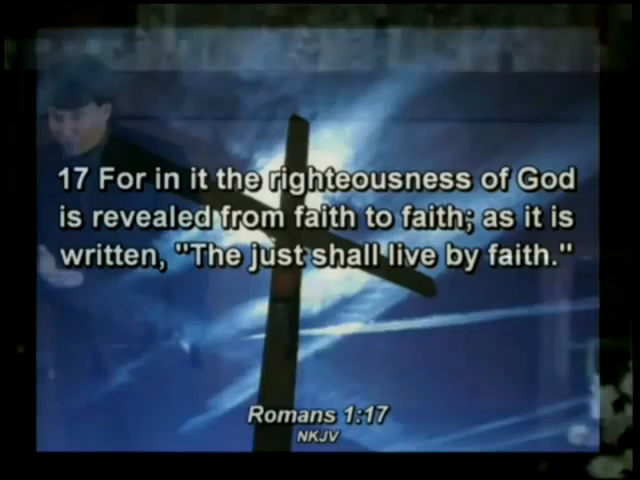 17 For in it the righteousness of God
is revealed from faith to faith; as it is
written, "The just shall live by faith."
Romans 1:17
NKJV